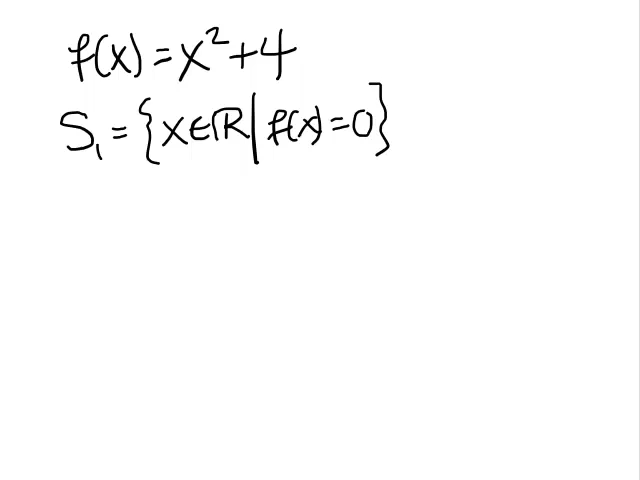 f(x) = x² + 4
S₁ = {x ∈ ℝ | f(x) = 0}